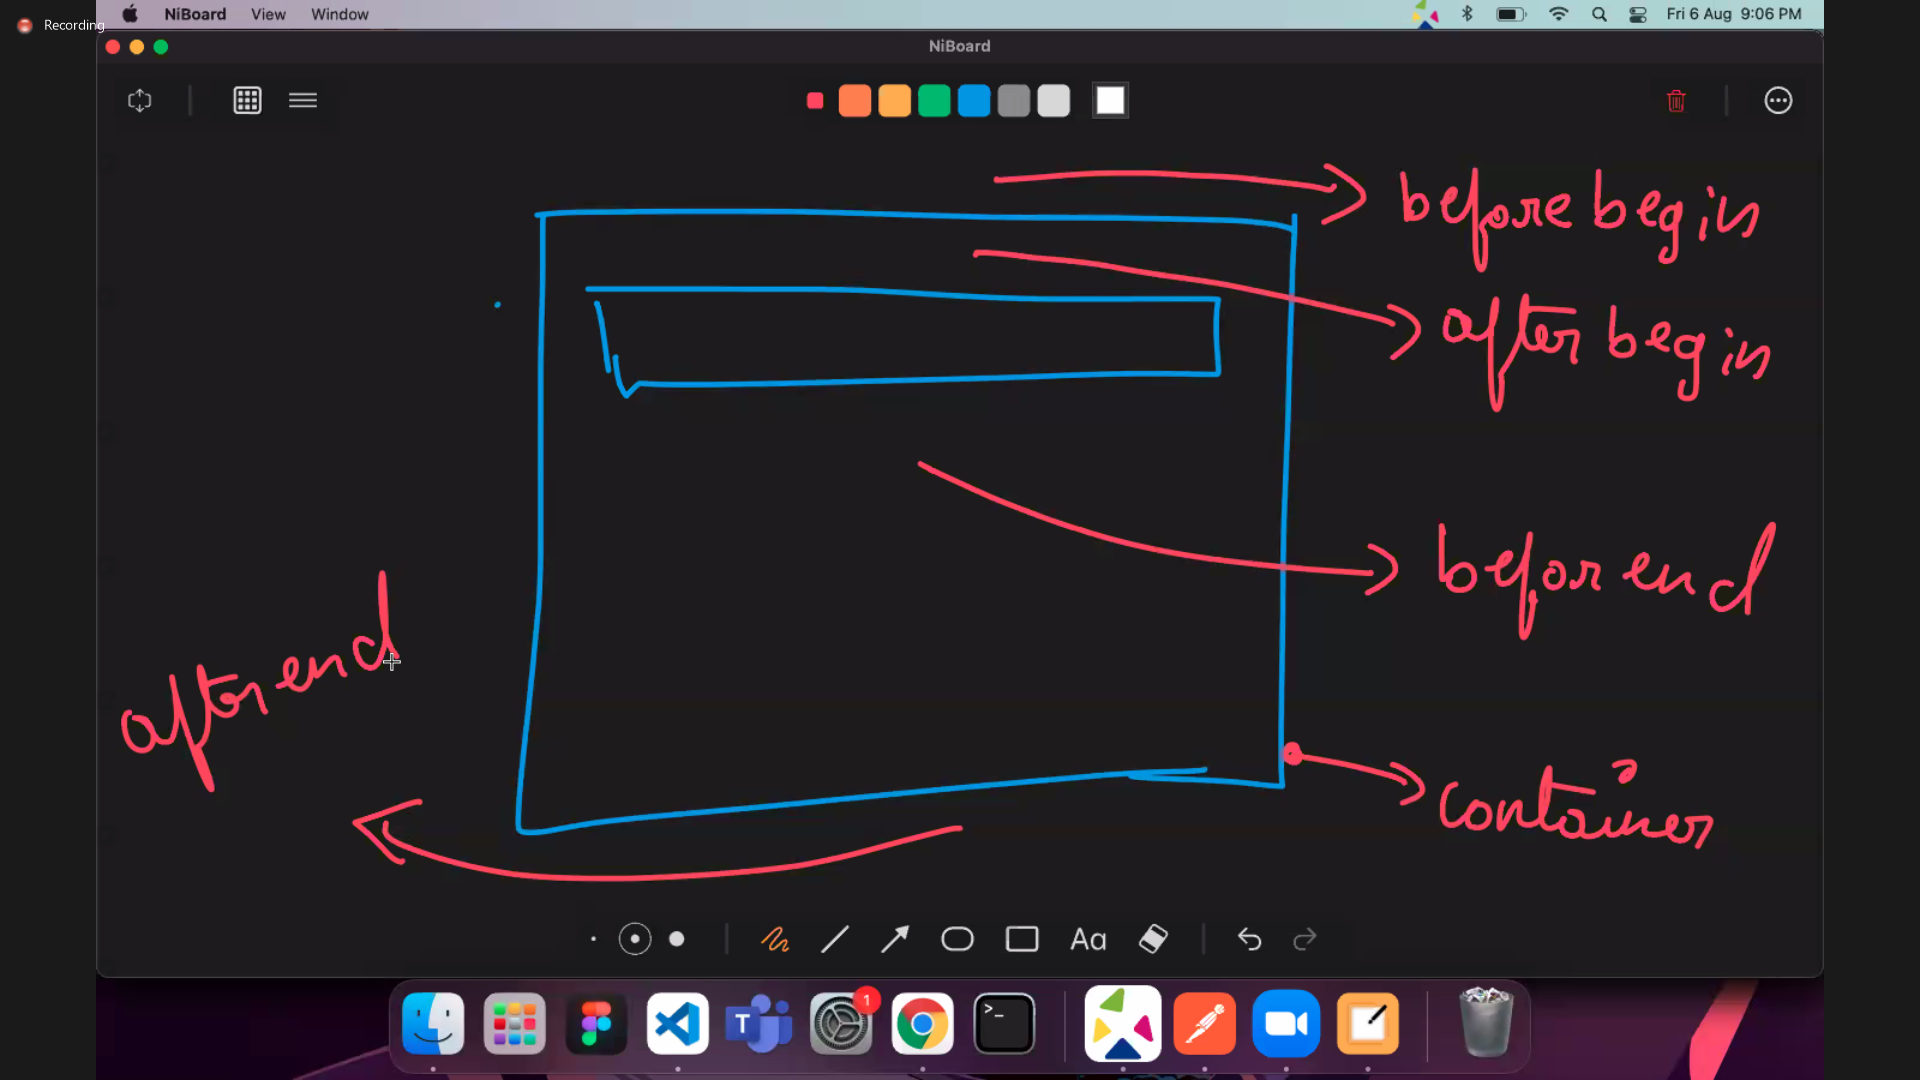 Recording
NiBoard View Window
Fri 6 Aug 9:06 PM
NiBoard
before begin
after begin
befor end
after end
container
Aa
1
T
>_